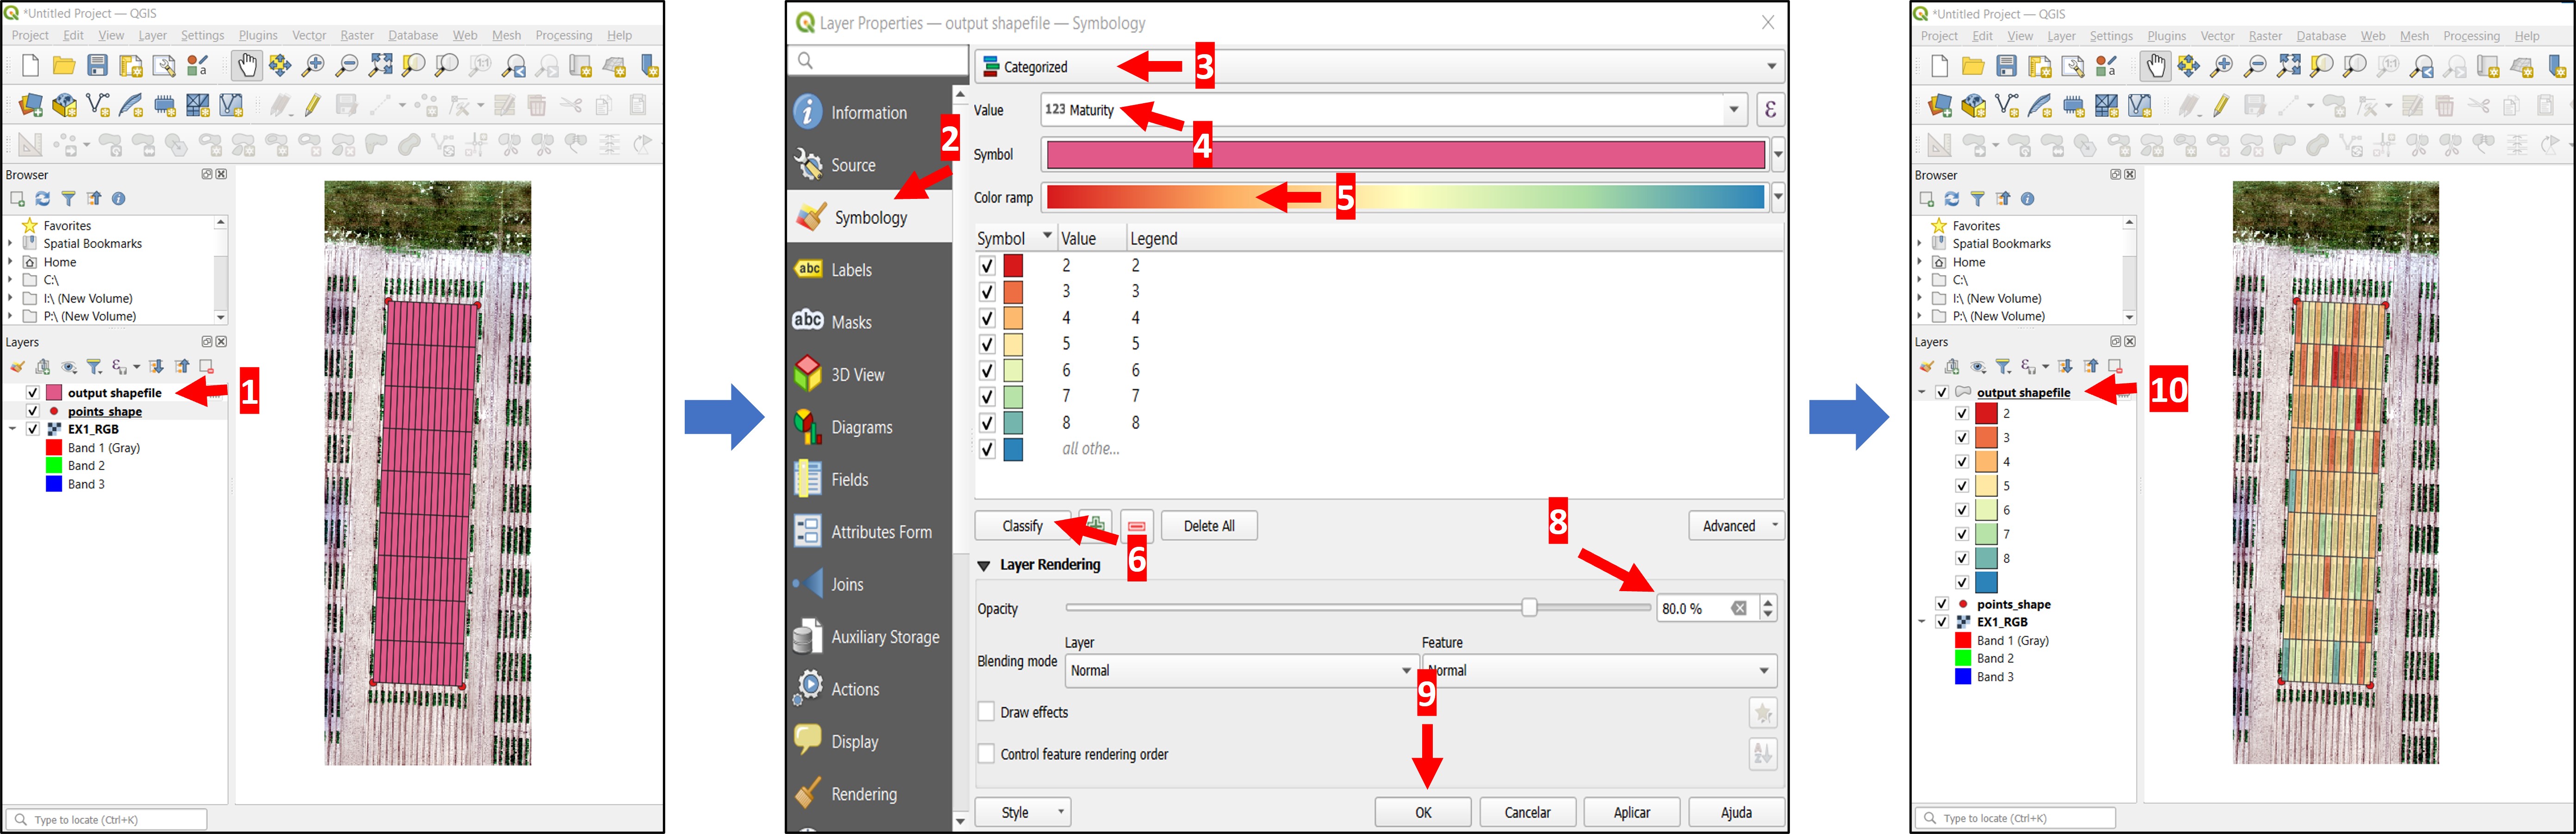 *Untitled Project — QGIS
Project Edit View Layer Settings Plugins Vector Raster Database Web Mesh Processing Help
Browser
Favorites
Spatial Bookmarks
Home
C:\
I:\ (New Volume)
P:\ (New Volume)
Layers
output shapefile
1
points_shape
EX1_RGB
Band 1 (Gray)
Band 2
Band 3
Type to locate (Ctrl+K)
Layer Properties — output shapefile — Symbology
Information
Source
2
Symbology
Labels
Masks
3D View
Diagrams
Fields
Attributes Form
Joins
Auxiliary Storage
Actions
Display
Rendering
Categorized
3
Value 123 Maturity
4
Symbol
Color ramp
5
Symbol Value Legend
2 2
3 3
4 4
5 5
6 6
7 7
8 8
all othe...
Classify Delete All Advanced
6
8
Layer Rendering
Opacity 80.0 %
Layer Feature
Blending mode Normal Normal
9
Draw effects
Control feature rendering order
Style OK Cancelar Aplicar Ajuda
*Untitled Project — QGIS
Project Edit View Layer Settings Plugins Vector Raster Database Web Mesh Processing Help
Browser
Favorites
Spatial Bookmarks
Home
C:\
I:\ (New Volume)
P:\ (New Volume)
Layers
output shapefile
10
2
3
4
5
6
7
8
points_shape
EX1_RGB
Band 1 (Gray)
Band 2
Band 3
Type to locate (Ctrl+K)